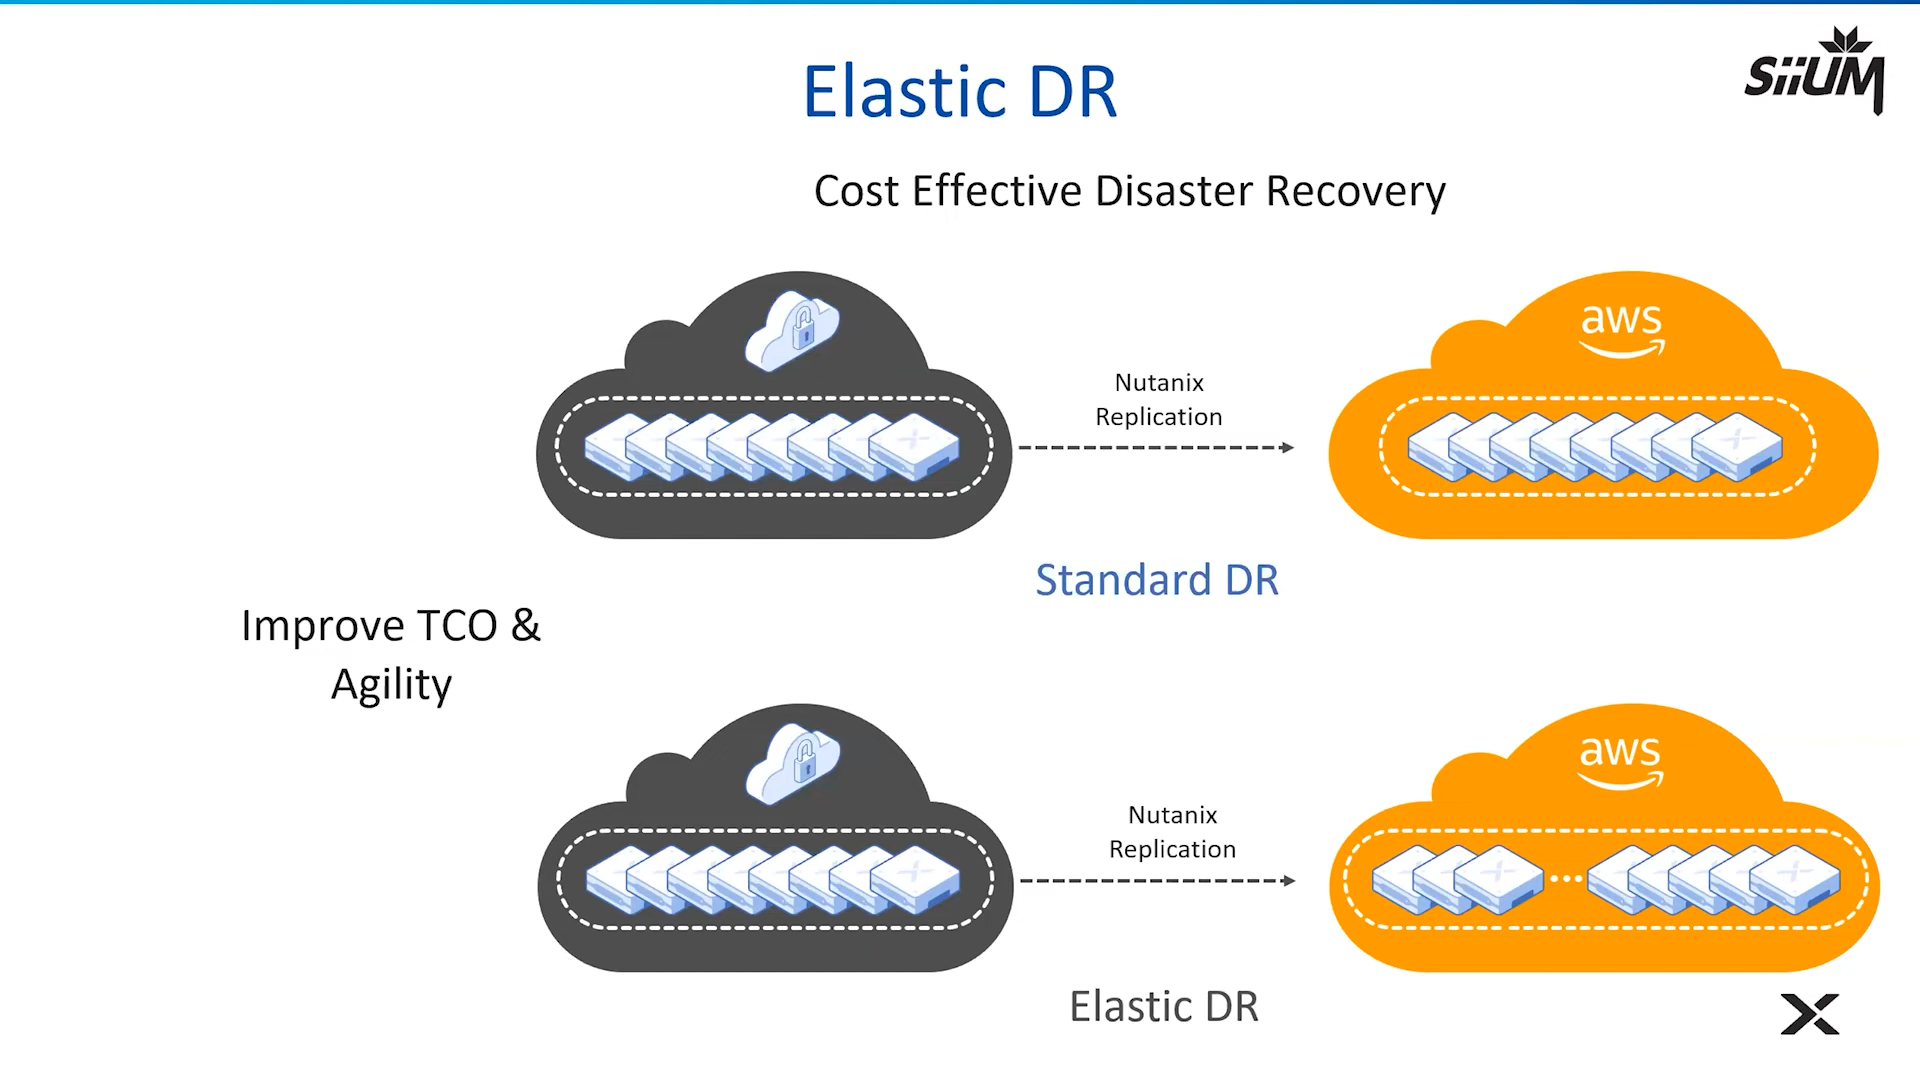 SiiUM
Elastic DR
Cost Effective Disaster Recovery
aws
Nutanix
Replication
Standard DR
Improve TCO &
Agility
aws
Nutanix
Replication
Elastic DR